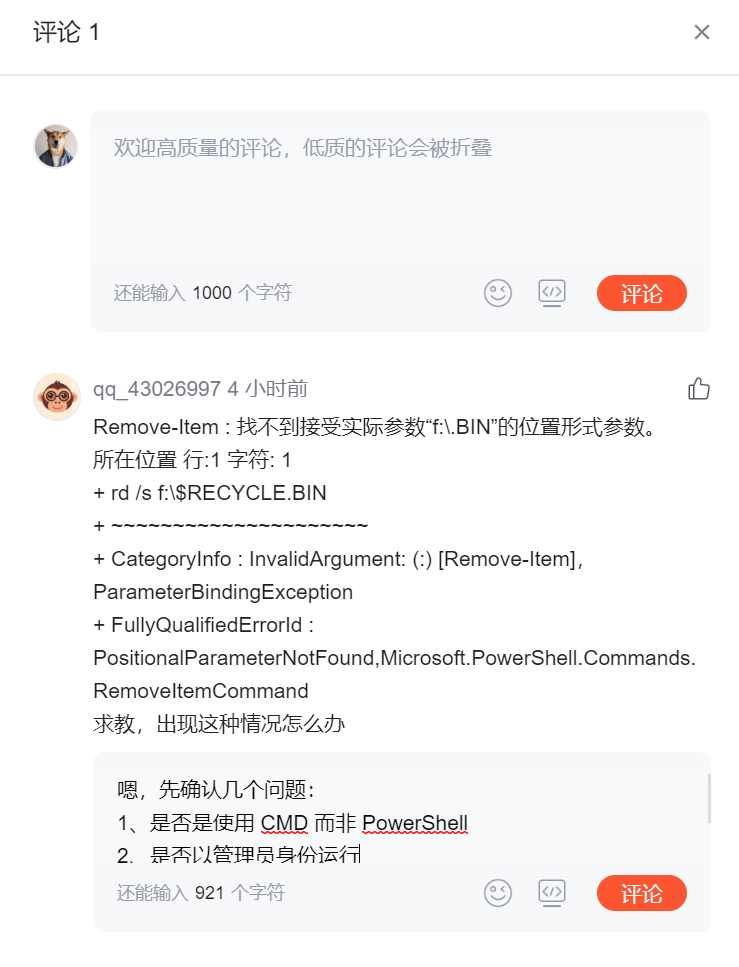 评论 1
欢迎高质量的评论，低质的评论会被折叠
还能输入 1000 个字符
评论
qq_43026997 4 小时前
Remove-Item : 找不到接受实际参数“f:\.BIN”的位置形式参数。
所在位置 行:1 字符: 1
+ rd /s f:\$RECYCLE.BIN
+ ~~~~~~~~~~~~~~~~~~~~~
+ CategoryInfo : InvalidArgument: (:) [Remove-Item]，
ParameterBindingException
+ FullyQualifiedErrorId :
PositionalParameterNotFound,Microsoft.PowerShell.Commands.
RemoveItemCommand
求教，出现这种情况怎么办
嗯，先确认几个问题：
1、是否是使用 CMD 而非 PowerShell
2. 是否以管理员身份运行
还能输入 921 个字符
评论